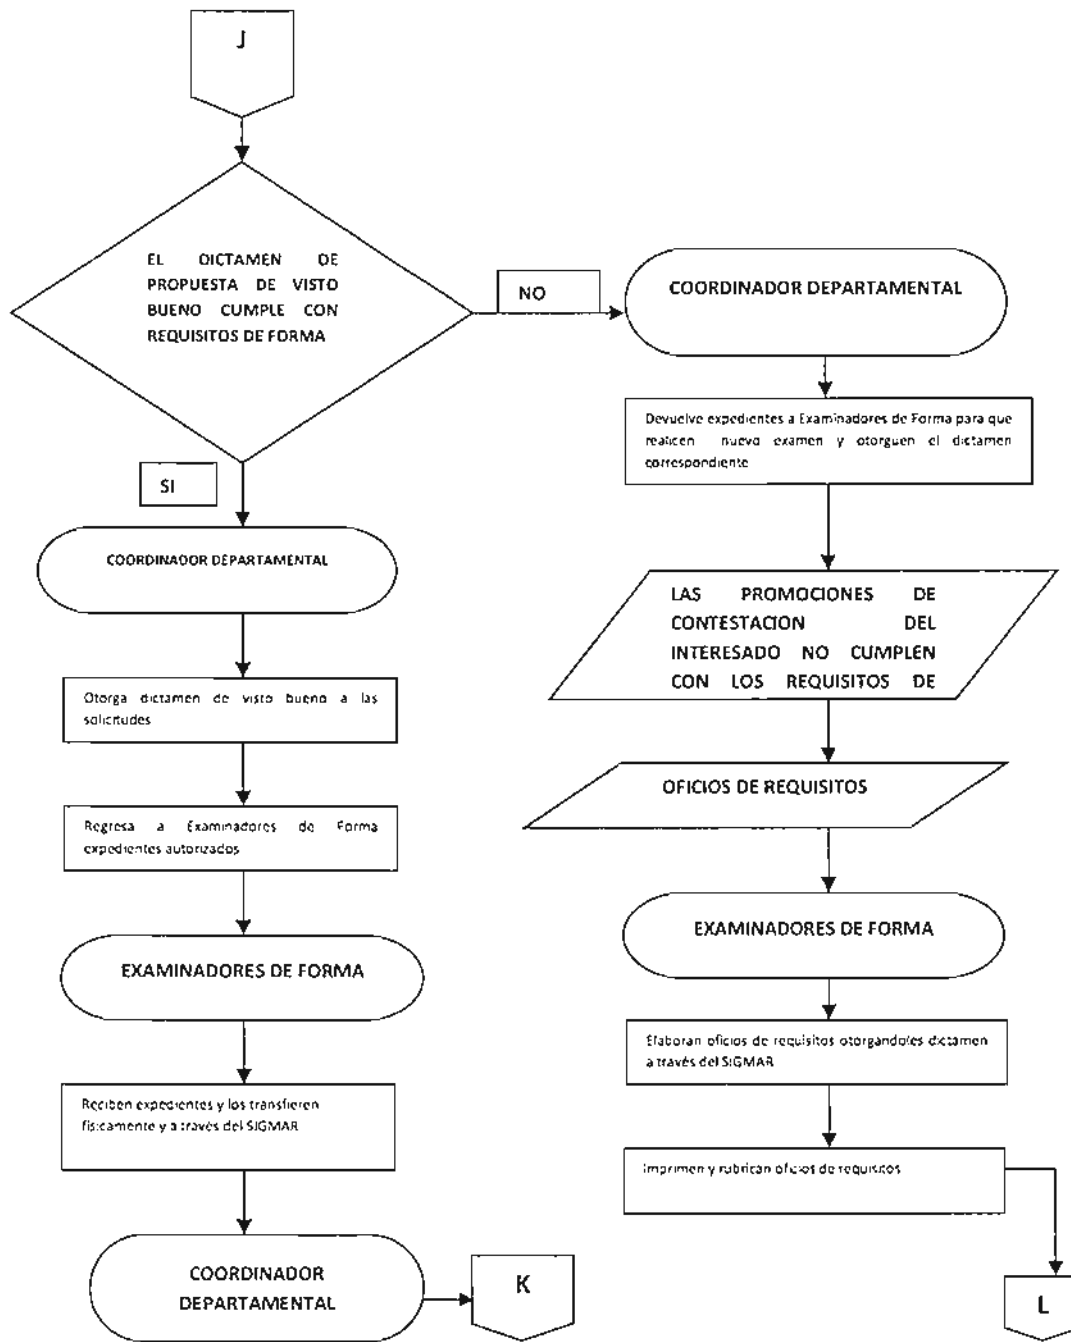 J
EL DICTAMEN DE
PROPUESTA DE VISTO
BUENO CUMPLE CON
REQUISITOS DE FORMA
NO
SI
COORDINADOR DEPARTAMENTAL
Otorga dictamen de visto bueno a las
solicitudes
Regresa a Examinadores de Forma
expedientes autorizados
EXAMINADORES DE FORMA
Reciben expedientes y los transfieren
físicamente y a través del SIGMAR
COORDINADOR
DEPARTAMENTAL
K
COORDINADOR DEPARTAMENTAL
Devuelve expedientes a Examinadores de Forma para que
realicen nuevo examen y otorguen el dictamen
correspondiente
LAS PROMOCIONES DE
CONTESTACION DEL
INTERESADO NO CUMPLEN
CON LOS REQUISITOS DE
OFICIOS DE REQUISITOS
EXAMINADORES DE FORMA
Elaboran oficios de requisitos otorgandoles dictamen
a través del SIGMAR
Imprimen y rubrican oficios de requisitos
L